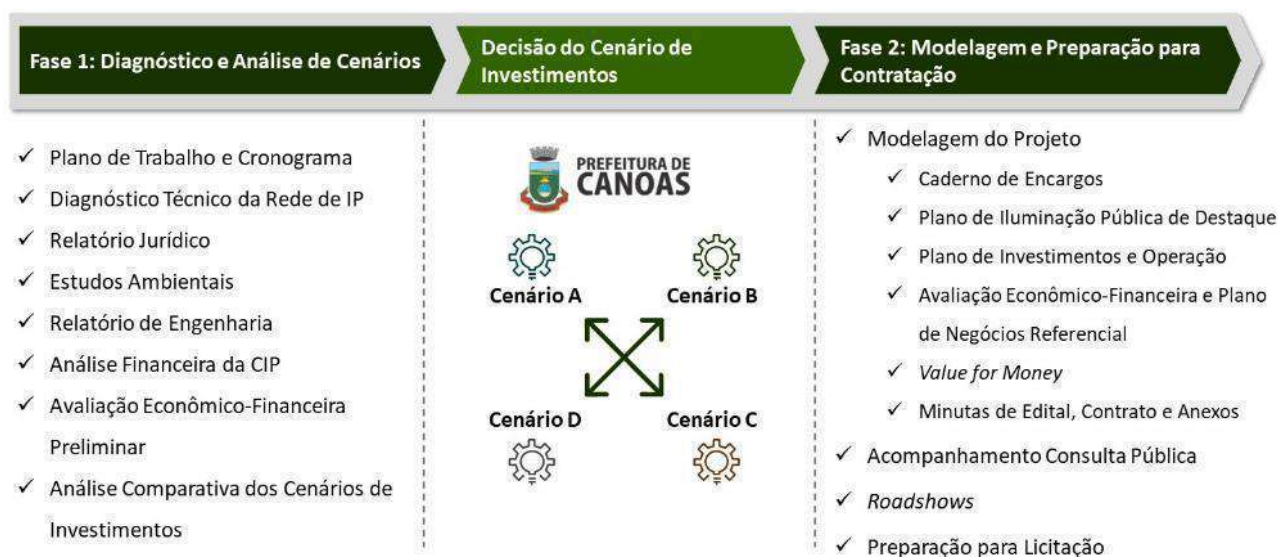 Fase 1: Diagnóstico e Análise de Cenários
Decisão do Cenário de
Investimentos
Fase 2: Modelagem e Preparação para
Contratação
✓ Plano de Trabalho e Cronograma
✓ Diagnóstico Técnico da Rede de IP
✓ Relatório Jurídico
✓ Estudos Ambientais
✓ Relatório de Engenharia
✓ Análise Financeira da CIP
✓ Avaliação Econômico-Financeira
Preliminar
✓ Análise Comparativa dos Cenários de
Investimentos
PREFEITURA DE
CANOAS
Cenário A
Cenário B
Cenário D
Cenário C
✓ Modelagem do Projeto
✓ Caderno de Encargos
✓ Plano de Iluminação Pública de Destaque
✓ Plano de Investimentos e Operação
✓ Avaliação Econômico-Financeira e Plano
de Negócios Referencial
✓ Value for Money
✓ Minutas de Edital, Contrato e Anexos
✓ Acompanhamento Consulta Pública
✓ Roadshows
✓ Preparação para Licitação